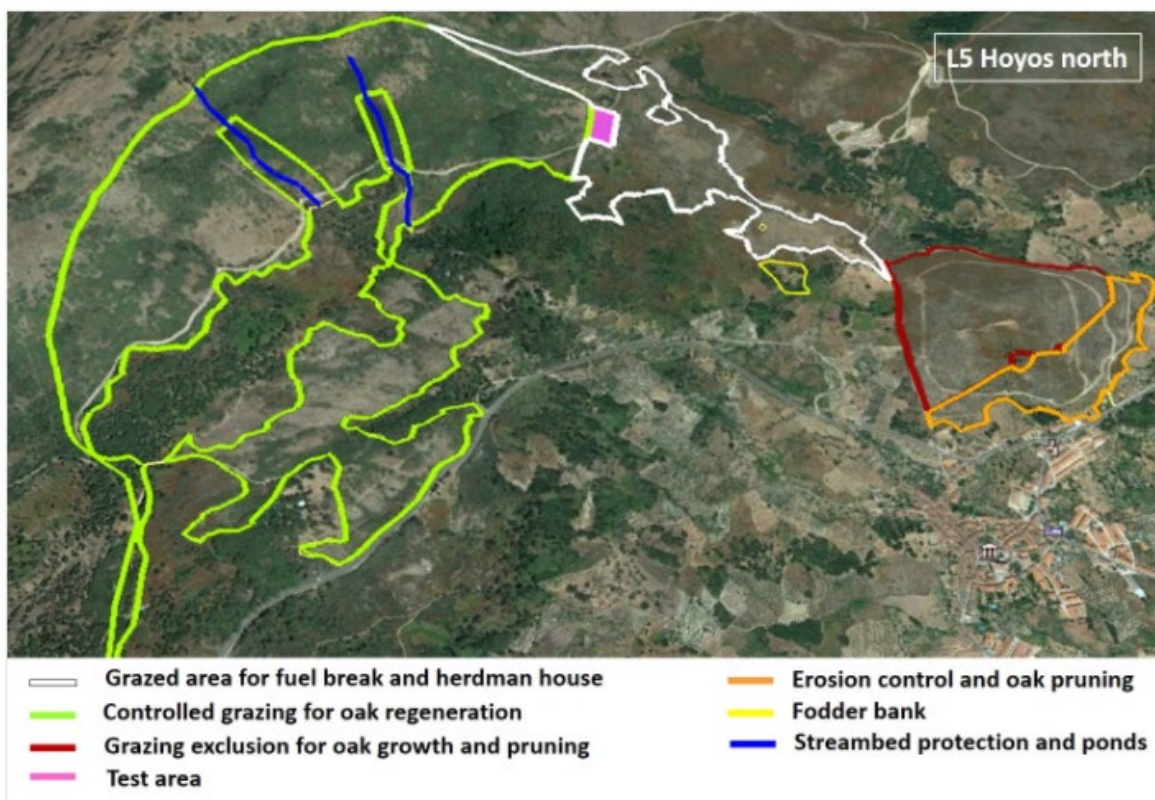 L5 Hoyos north
Grazed area for fuel break and herdman house
Controlled grazing for oak regeneration
Grazing exclusion for oak growth and pruning
Test area
Erosion control and oak pruning
Fodder bank
Streambed protection and ponds